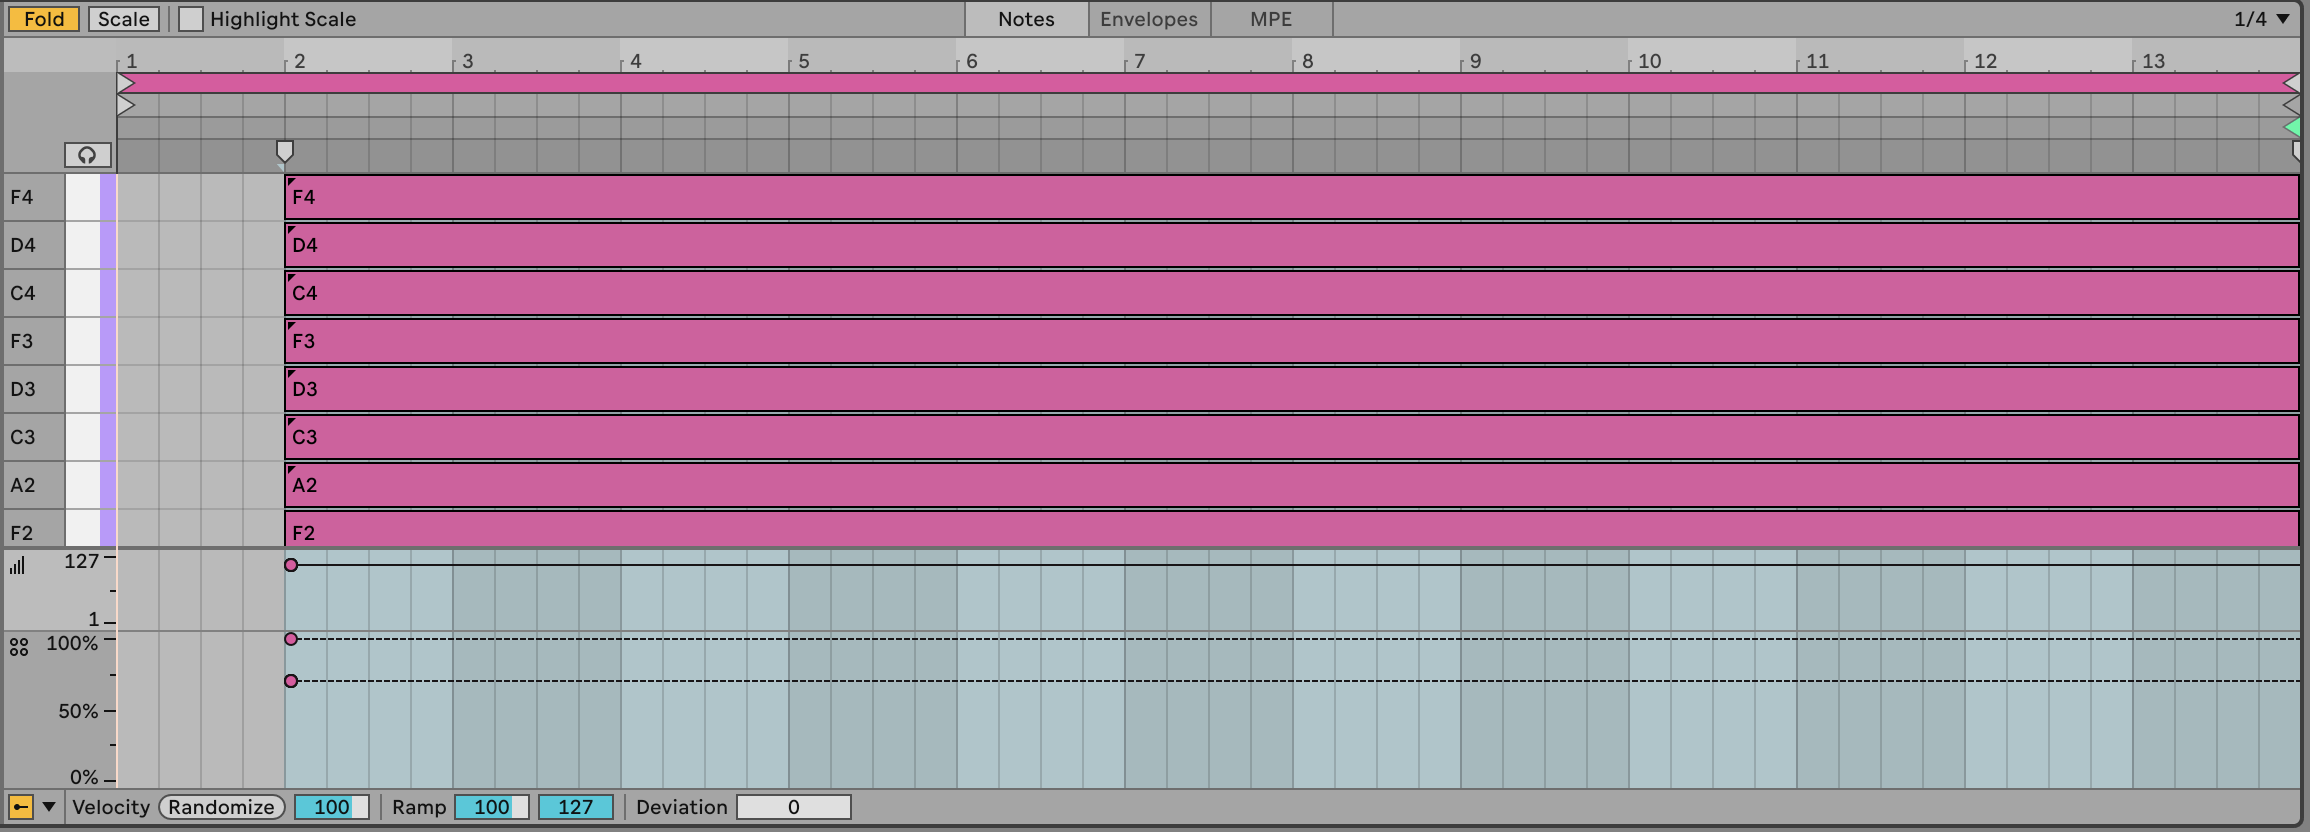 Fold Scale Highlight Scale Notes Envelopes MPE 1/4
1 2 3 4 5 6 7 8 9 10 11 12 13
F4 F4
D4 D4
C4 C4
F3 F3
D3 D3
C3 C3
A2 A2
F2 F2
127
1
100%
50%
0%
Velocity Randomize 100 Ramp 100 127 Deviation 0